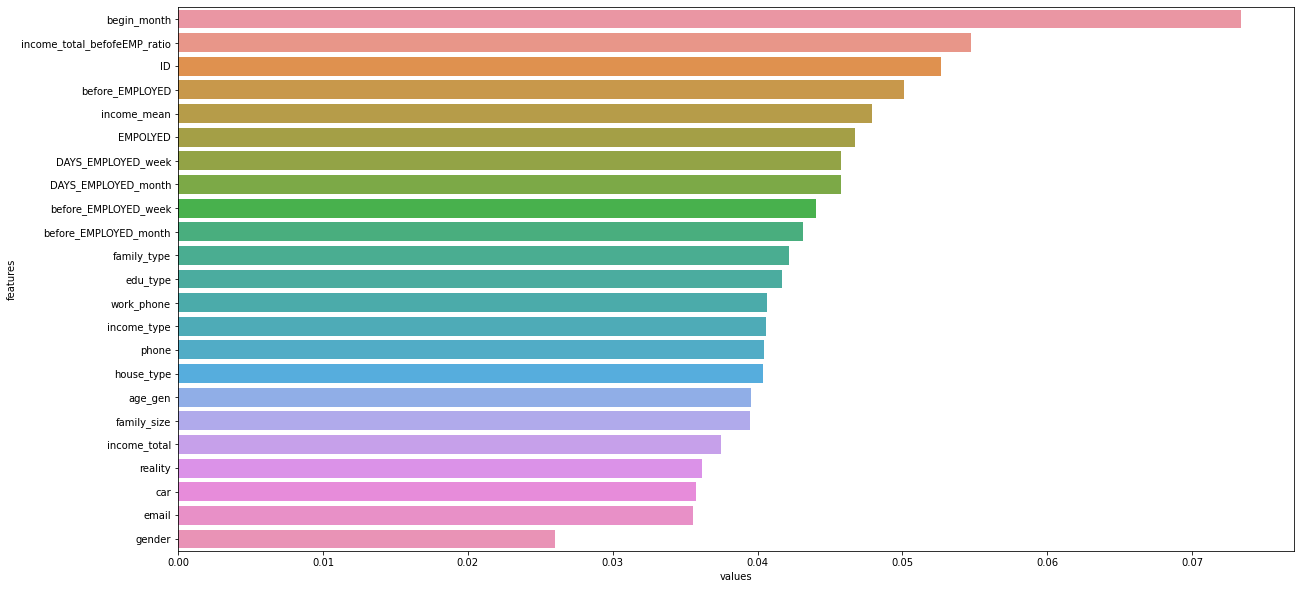 begin_month
income_total_befofeEMP_ratio
ID
before_EMPLOYED
income_mean
EMPOLYED
DAYS_EMPLOYED_week
DAYS_EMPLOYED_month
before_EMPLOYED_week
before_EMPLOYED_month
family_type
edu_type
work_phone
income_type
phone
house_type
age_gen
family_size
income_total
reality
car
email
gender
features
0.00 0.01 0.02 0.03 0.04 0.05 0.06 0.07
values